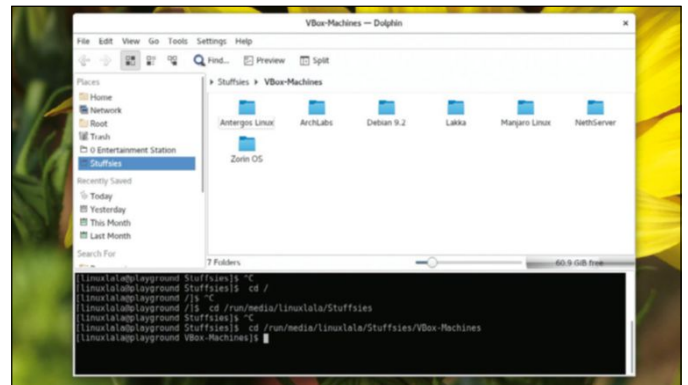 VBox-Machines — Dolphin
File Edit View Go Tools Settings Help
Find... Preview Split
Places
Home
Network
Root
Trash
0 Entertainment Station
Stuffsies
Recently Saved
Today
Yesterday
This Month
Last Month
Search For
Stuffsies VBox-Machines
Antergos Linux ArchLabs Debian 9.2 Lakka Manjaro Linux NethServer
Zorin OS
7 Folders 60.9 GiB free
[linuxlala@playground Stuffsies]$ ^C
[linuxlala@playground Stuffsies]$ cd /
[linuxlala@playground /]$ ^C
[linuxlala@playground /]$ cd /run/media/linuxlala/Stuffsies
[linuxlala@playground Stuffsies]$ ^C
[linuxlala@playground Stuffsies]$ cd /run/media/linuxlala/Stuffsies/VBox-Machines
[linuxlala@playground VBox-Machines]$